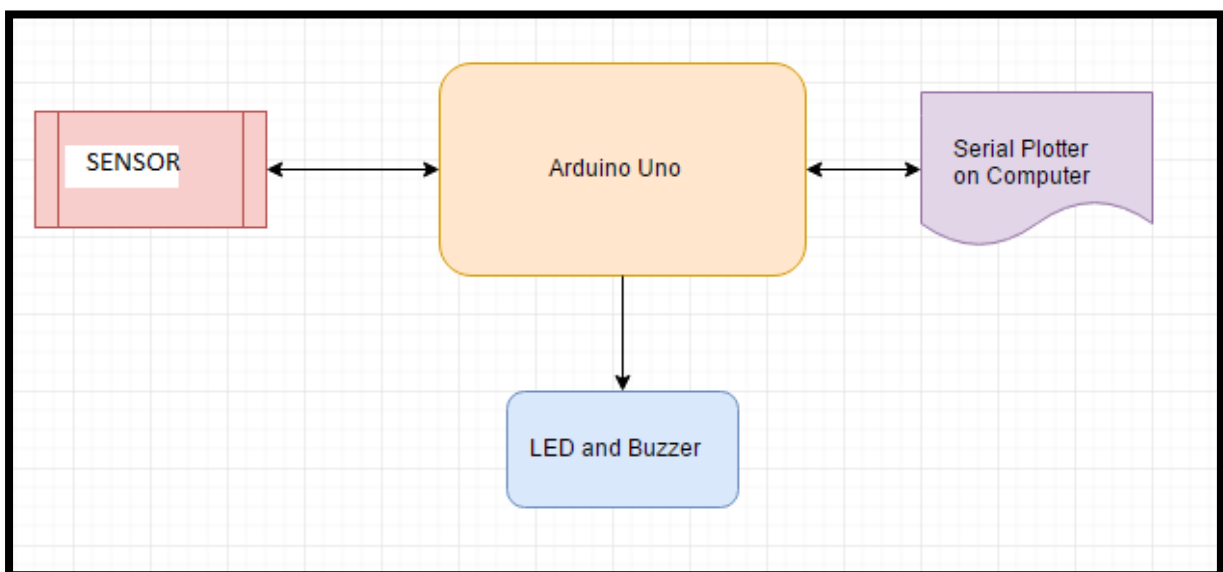 SENSOR
Arduino Uno
Serial Plotter
on Computer
LED and Buzzer